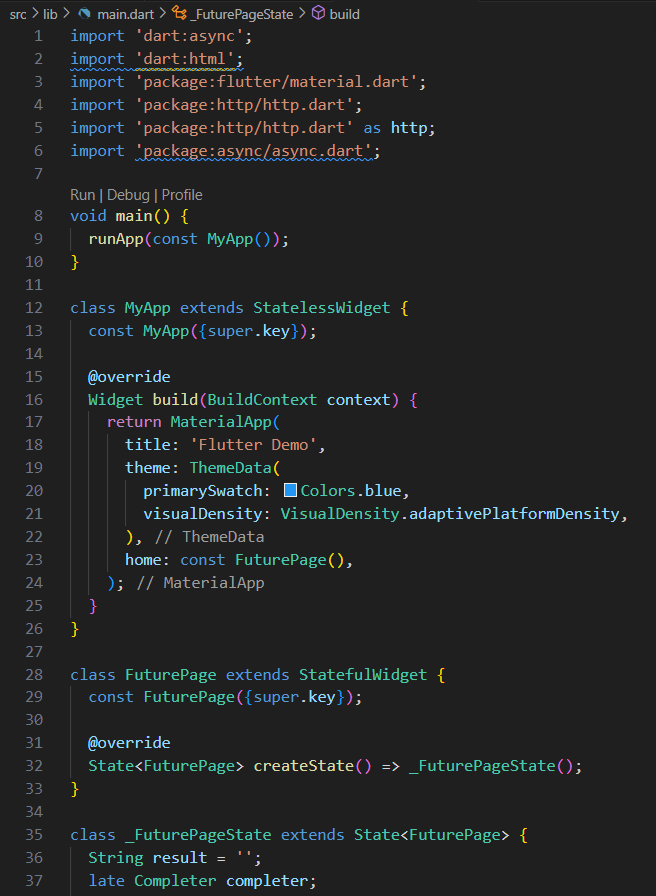 src > lib > main.dart > _FuturePageState > build
1 import 'dart:async';
2 import 'dart:html';
3 import 'package:flutter/material.dart';
4 import 'package:http/http.dart';
5 import 'package:http/http.dart' as http;
6 import 'package:async/async.dart';
7
Run | Debug | Profile
8 void main() {
9   runApp(const MyApp());
10 }
11
12 class MyApp extends StatelessWidget {
13   const MyApp({super.key});
14
15   @override
16   Widget build(BuildContext context) {
17     return MaterialApp(
18       title: 'Flutter Demo',
19       theme: ThemeData(
20         primarySwatch: Colors.blue,
21         visualDensity: VisualDensity.adaptivePlatformDensity,
22       ), // ThemeData
23       home: const FuturePage(),
24     ); // MaterialApp
25   }
26 }
27
28 class FuturePage extends StatefulWidget {
29   const FuturePage({super.key});
30
31   @override
32   State<FuturePage> createState() => _FuturePageState();
33 }
34
35 class _FuturePageState extends State<FuturePage> {
36   String result = '';
37   late Completer completer;